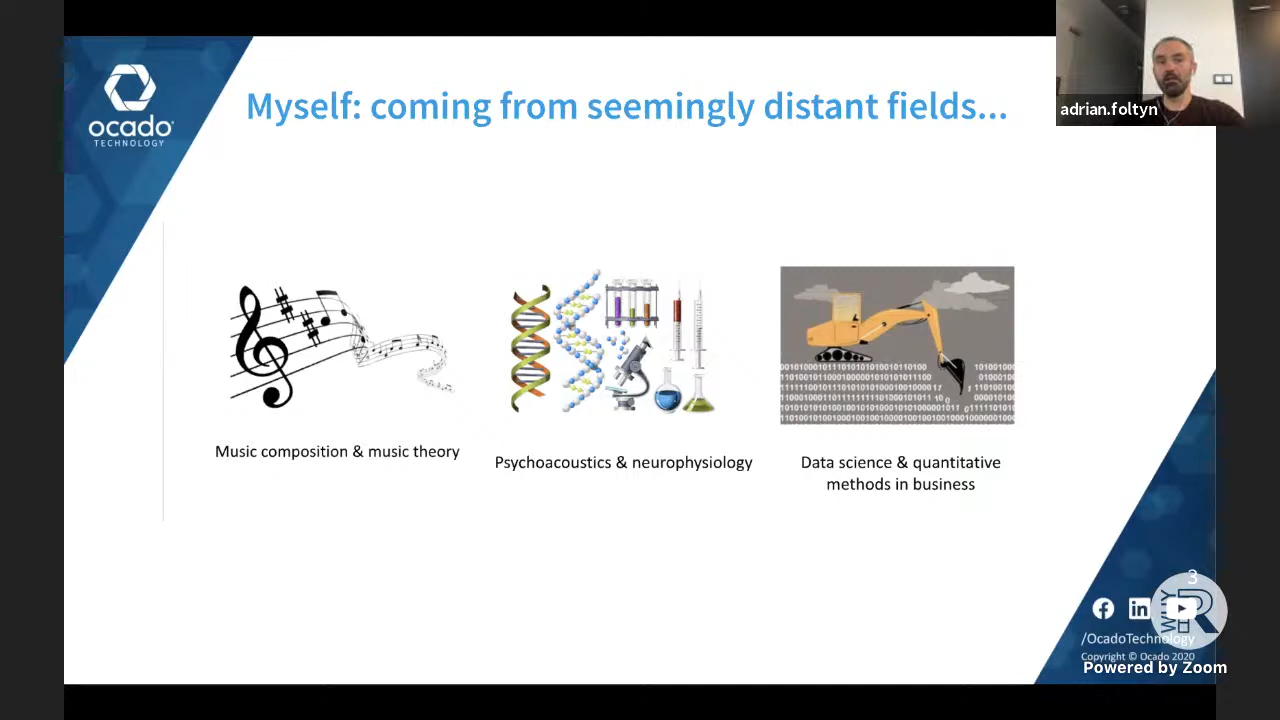 Myself: coming from seemingly distant fields...
adrian.foltyn
ocado
TECHNOLOGY
Music composition & music theory
Psychoacoustics & neurophysiology
Data science & quantitative
methods in business
3
WHY
R
/OcadoTechnology
Copyright © Ocado 2020
Powered by Zoom